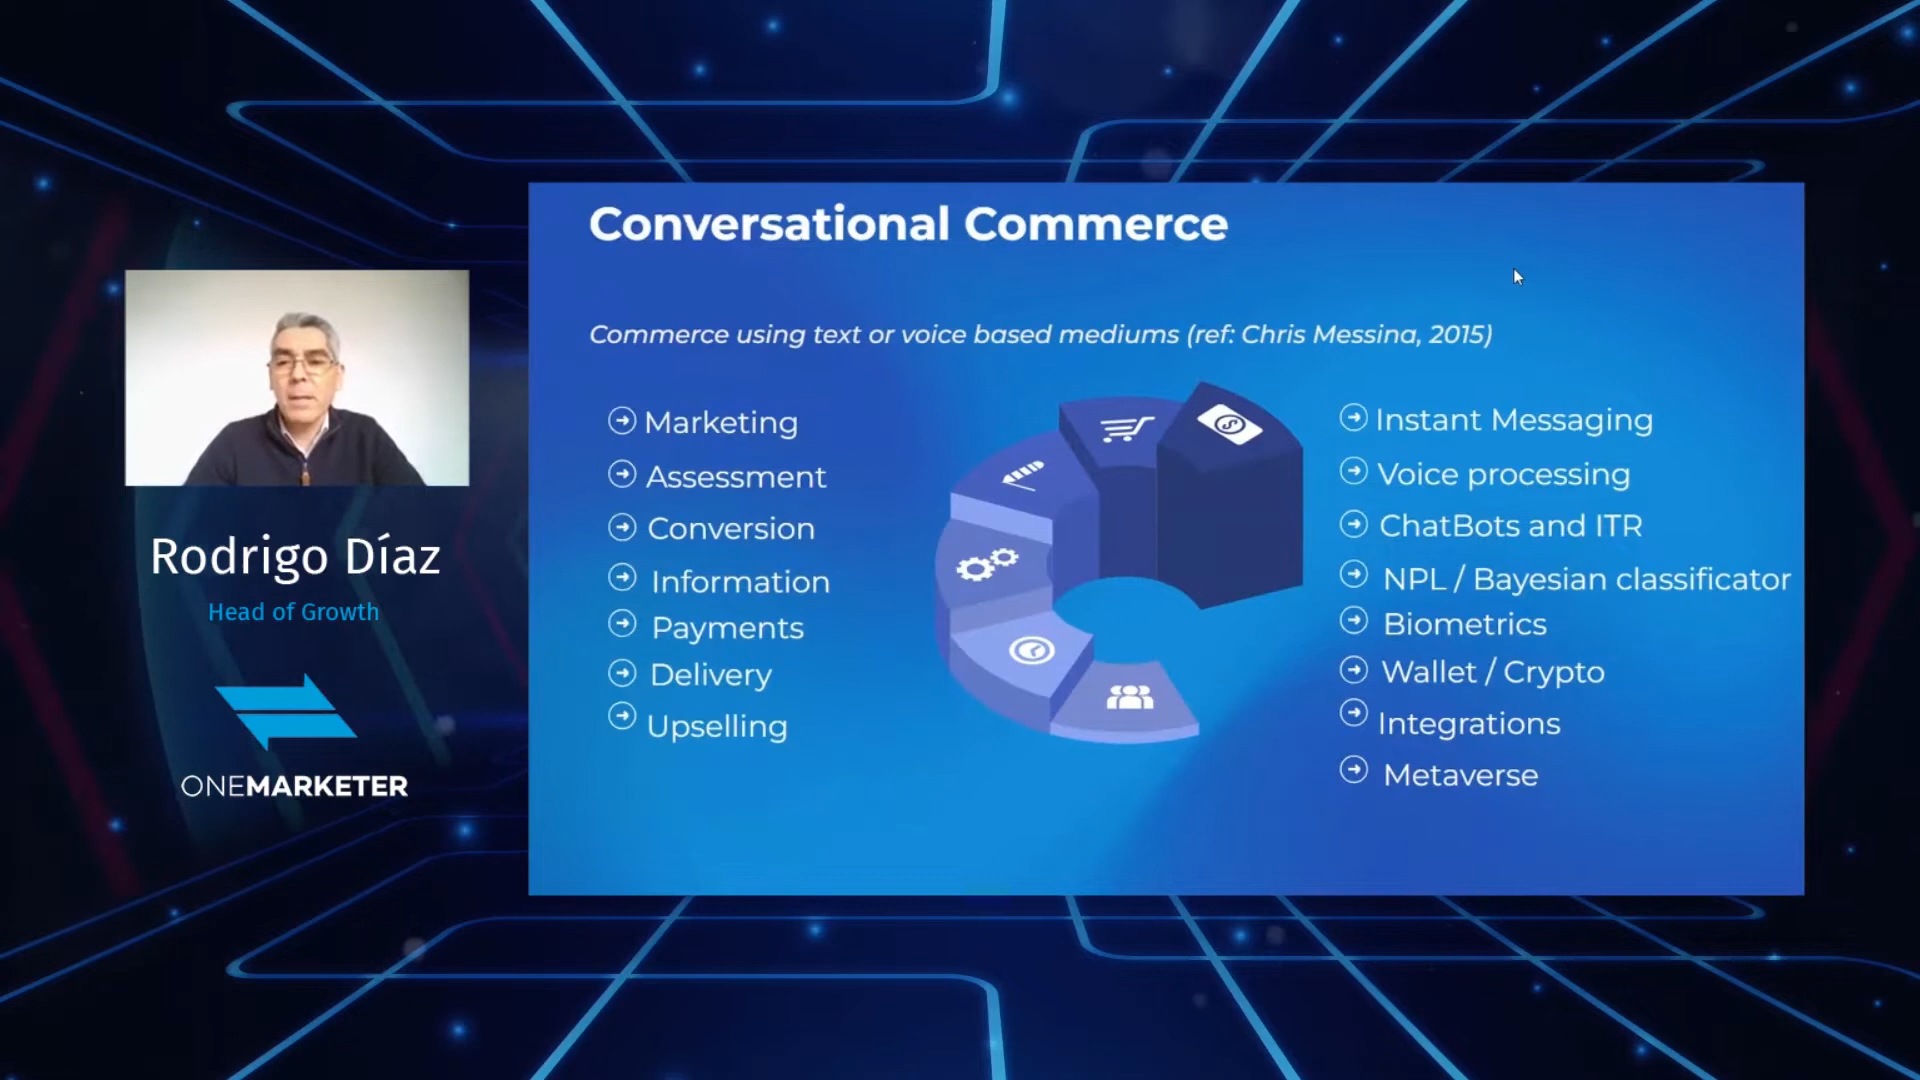 Conversational Commerce
Commerce using text or voice based mediums (ref: Chris Messina, 2015)
Marketing
Assessment
Conversion
Information
Payments
Delivery
Upselling
Instant Messaging
Voice processing
ChatBots and ITR
NPL / Bayesian classificator
Biometrics
Wallet / Crypto
Integrations
Metaverse
Rodrigo Díaz
Head of Growth
ONEMARKETER